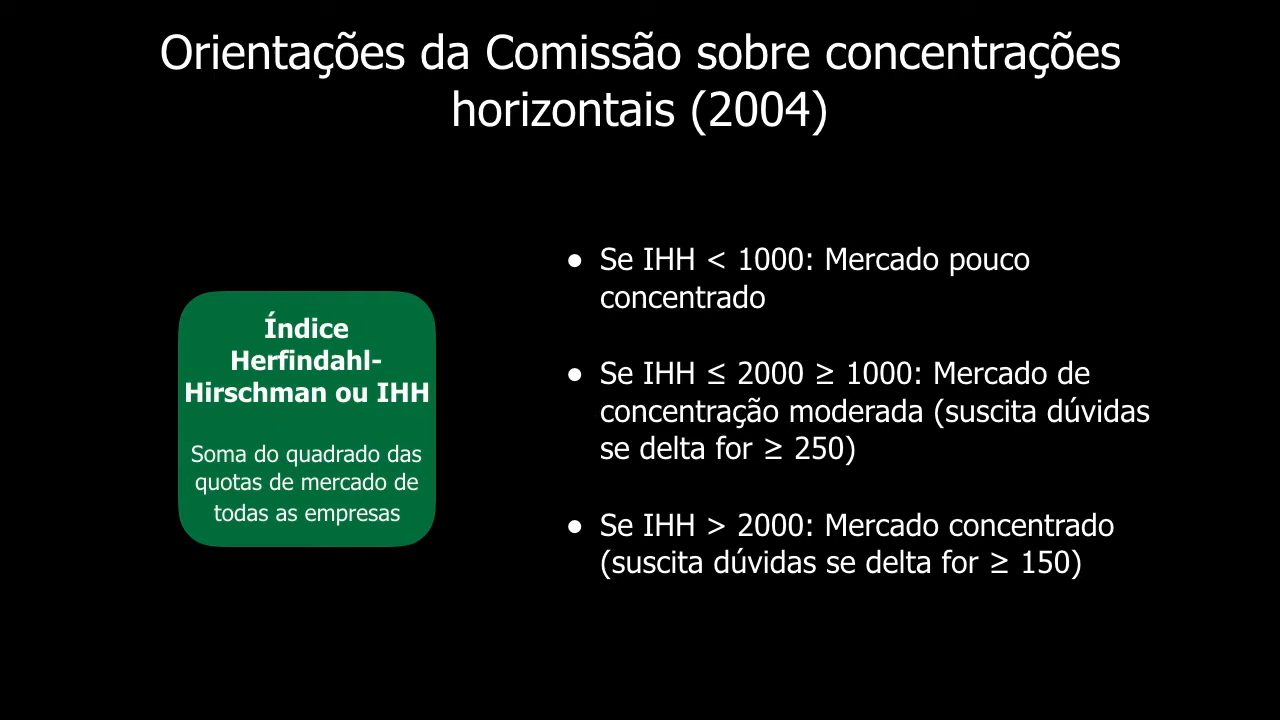 Orientações da Comissão sobre concentrações
horizontais (2004)
Índice
Herfindahl-
Hirschman ou IHH
Soma do quadrado das
quotas de mercado de
todas as empresas
● Se IHH < 1000: Mercado pouco
concentrado
● Se IHH ≤ 2000 ≥ 1000: Mercado de
concentração moderada (suscita dúvidas
se delta for ≥ 250)
● Se IHH > 2000: Mercado concentrado
(suscita dúvidas se delta for ≥ 150)